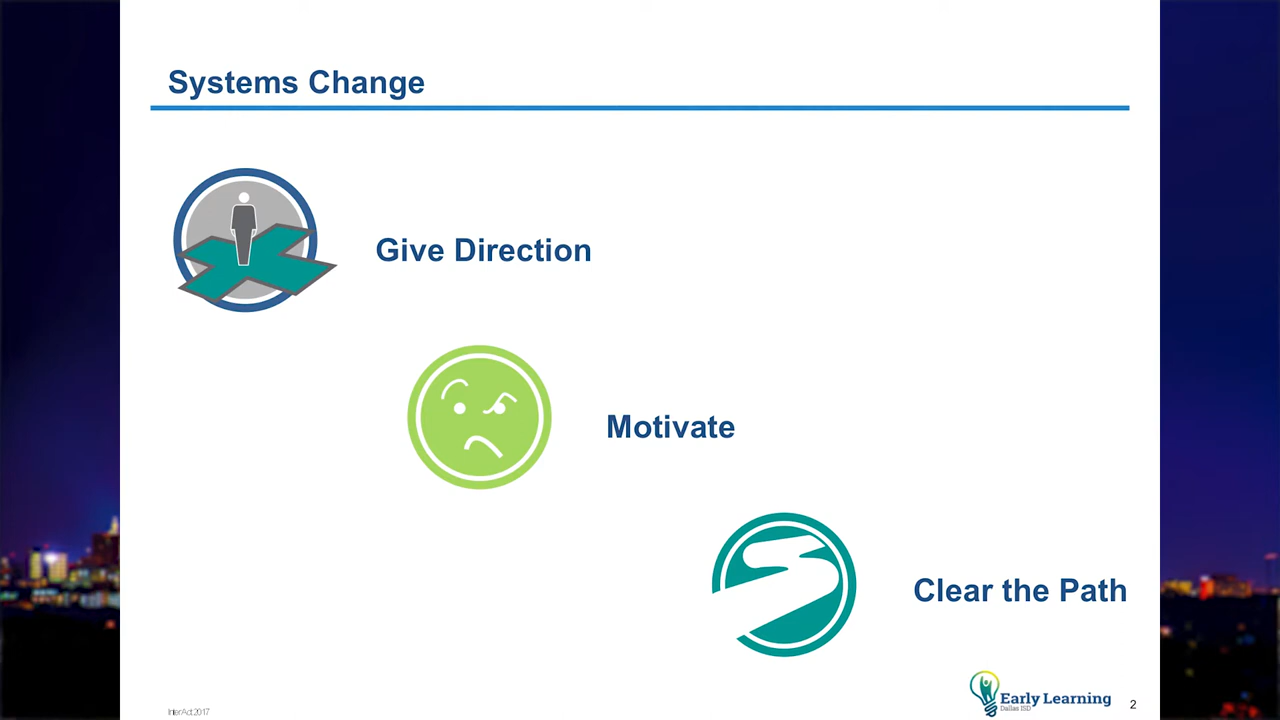 Systems Change
Give Direction
Motivate
Clear the Path
Early Learning
Dallas ISD
2
InterAct 2017